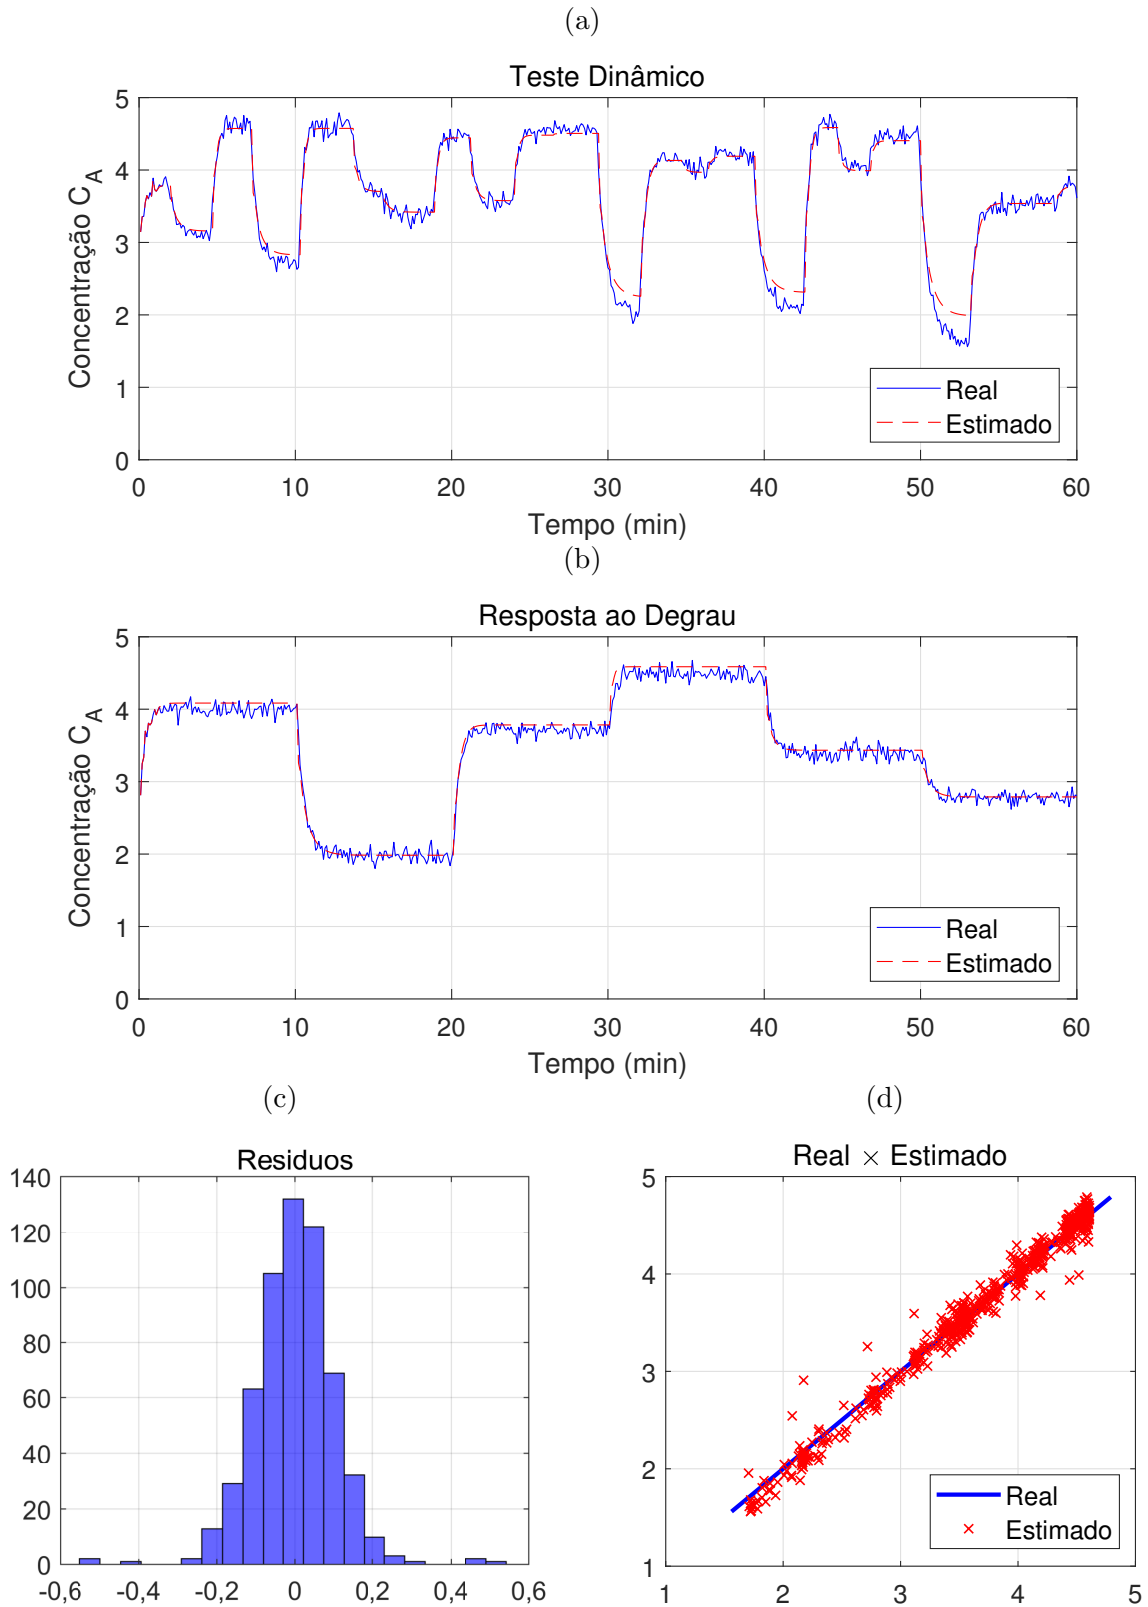 (a)
Teste Dinâmico
5
4
3
2
1
0
Concentração C_A
0 10 20 30 40 50 60
Tempo (min)
Real
Estimado
(b)
Resposta ao Degrau
5
4
3
2
1
0
Concentração C_A
0 10 20 30 40 50 60
Tempo (min)
Real
Estimado
(c)
Residuos
140
120
100
80
60
40
20
0
-0,6 -0,4 -0,2 0 0,2 0,4 0,6
(d)
Real × Estimado
5
4
3
2
1
1 2 3 4 5
Real
Estimado